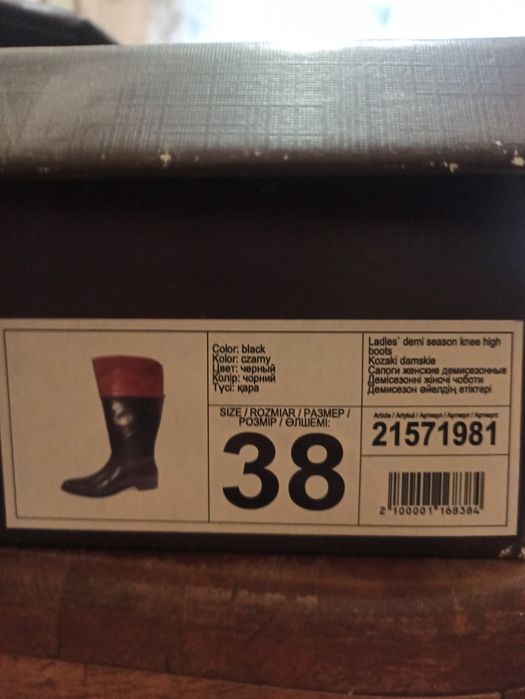 Color: black
Kolor: czarny
Цвет: черный
Колір: чорний
Түсі: қара
SIZE / ROZMIAR / РАЗМЕР /
РОЗМІР / ӨЛШЕМІ:
38
Ladies` demi season knee high
boots
Kozaki damskie
Сапоги женские демисезонные
Демісезонні жіночі чоботи
Демисезон әйелдің етіктері
Article / Artykuł / Артикул / Артикул / Артикул:
21571981
2 100001 168384